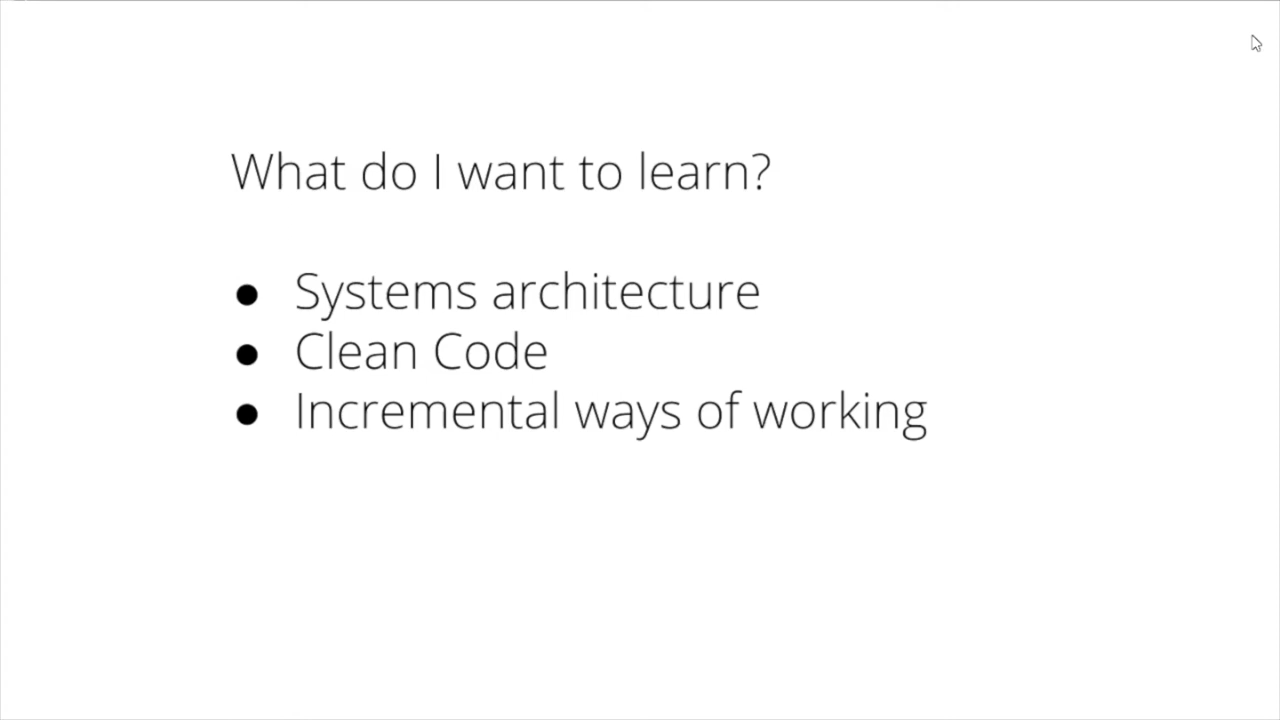 What do I want to learn?
● Systems architecture
● Clean Code
● Incremental ways of working